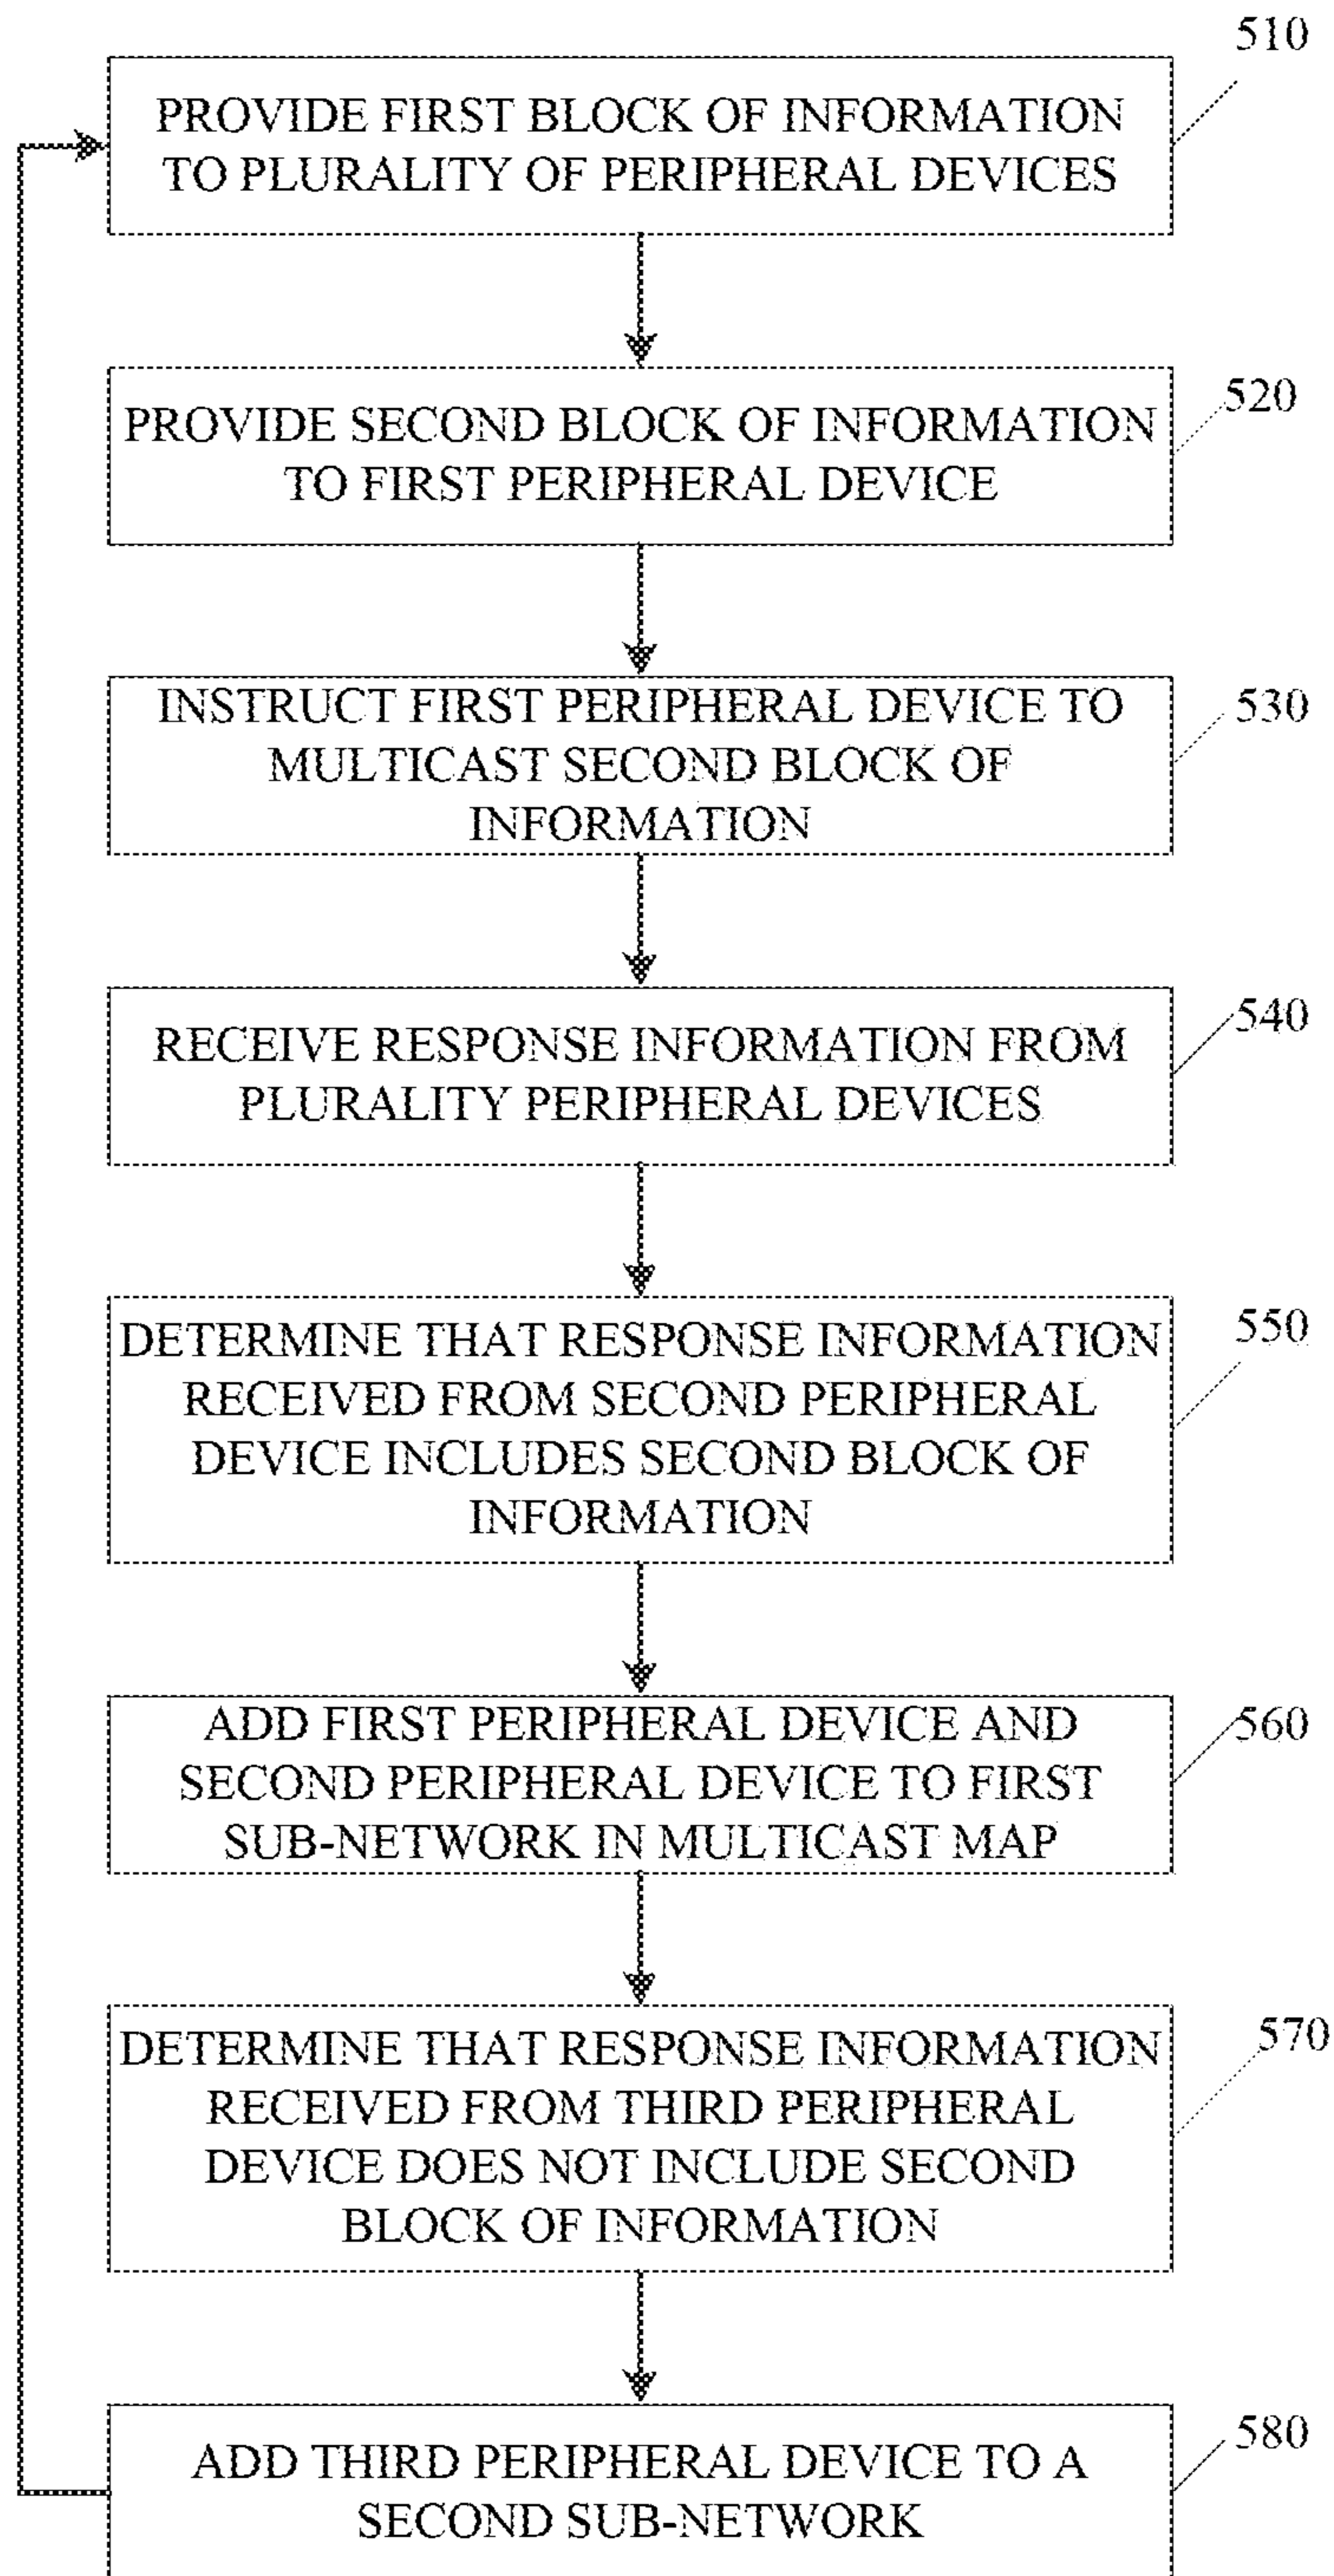 510
PROVIDE FIRST BLOCK OF INFORMATION
TO PLURALITY OF PERIPHERAL DEVICES
520
PROVIDE SECOND BLOCK OF INFORMATION
TO FIRST PERIPHERAL DEVICE
530
INSTRUCT FIRST PERIPHERAL DEVICE TO
MULTICAST SECOND BLOCK OF
INFORMATION
540
RECEIVE RESPONSE INFORMATION FROM
PLURALITY PERIPHERAL DEVICES
550
DETERMINE THAT RESPONSE INFORMATION
RECEIVED FROM SECOND PERIPHERAL
DEVICE INCLUDES SECOND BLOCK OF
INFORMATION
560
ADD FIRST PERIPHERAL DEVICE AND
SECOND PERIPHERAL DEVICE TO FIRST
SUB-NETWORK IN MULTICAST MAP
570
DETERMINE THAT RESPONSE INFORMATION
RECEIVED FROM THIRD PERIPHERAL
DEVICE DOES NOT INCLUDE SECOND
BLOCK OF INFORMATION
580
ADD THIRD PERIPHERAL DEVICE TO A
SECOND SUB-NETWORK